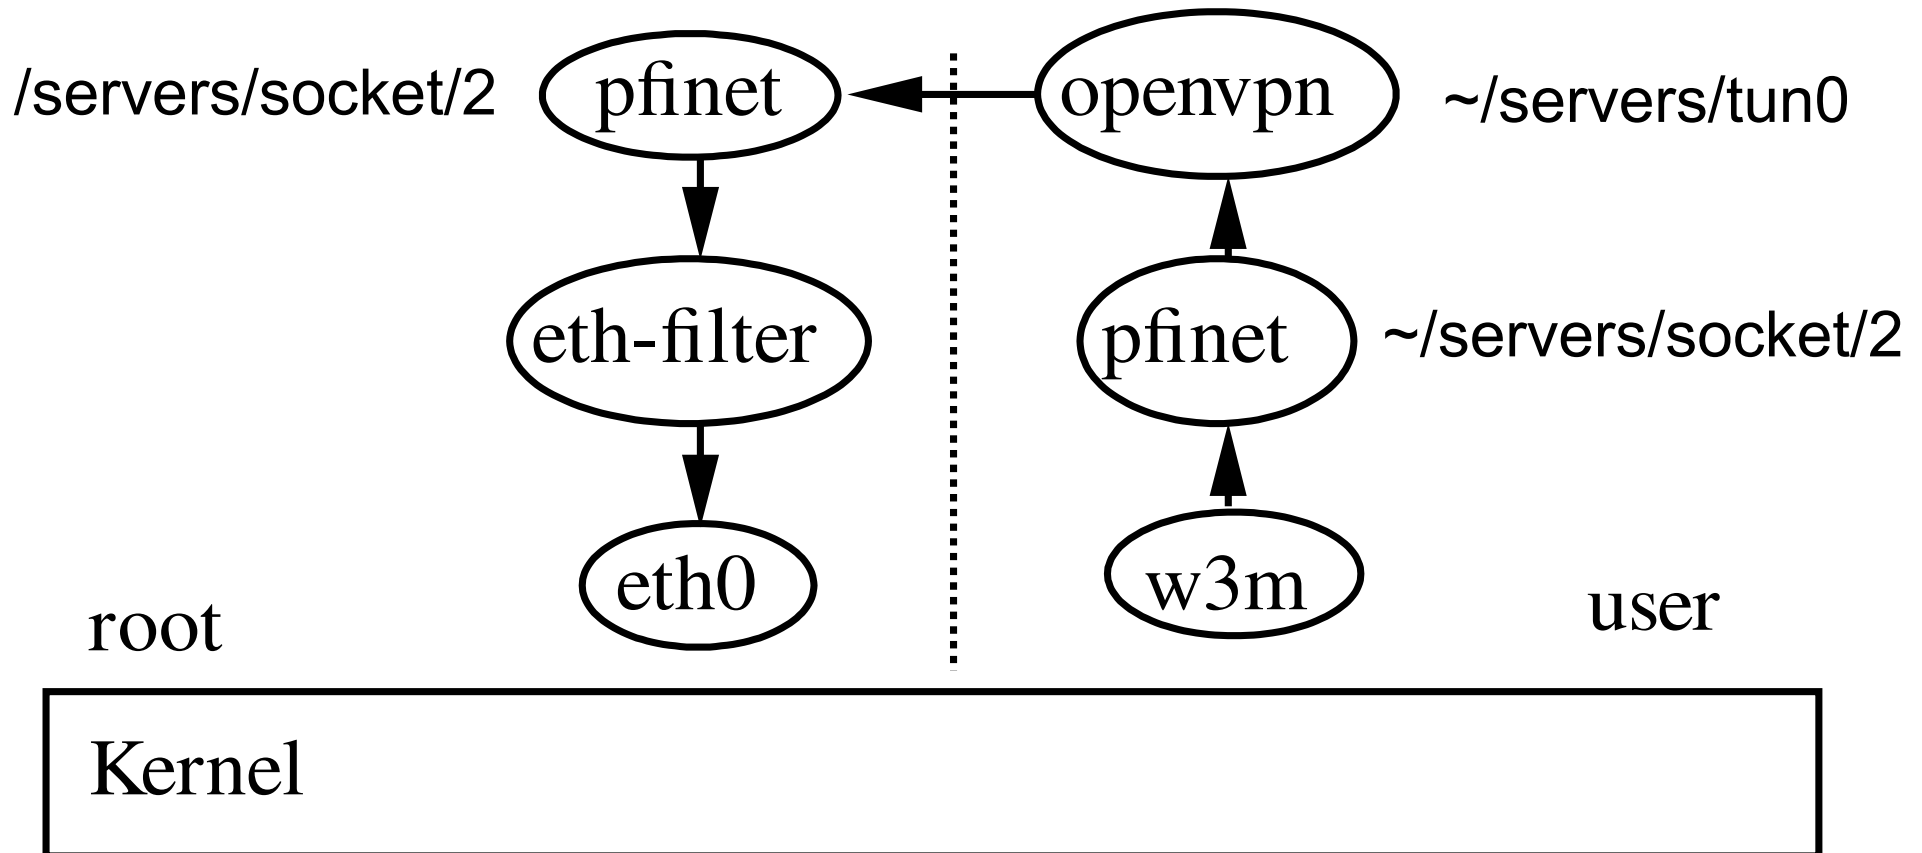 /servers/socket/2
pfinet
openvpn
~/servers/tun0
eth-filter
pfinet
~/servers/socket/2
eth0
w3m
root
user
Kernel